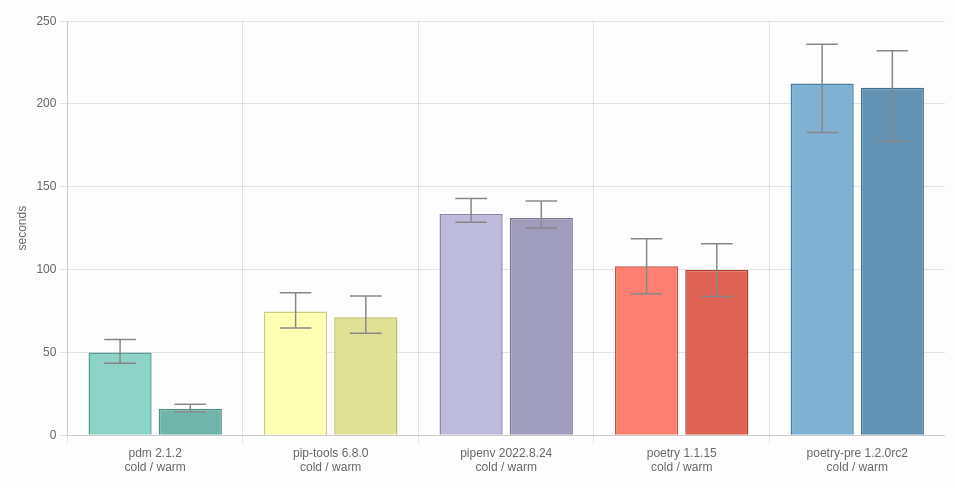 250
200
150
100
50
0
seconds
pdm 2.1.2
cold / warm
pip-tools 6.8.0
cold / warm
pipenv 2022.8.24
cold / warm
poetry 1.1.15
cold / warm
poetry-pre 1.2.0rc2
cold / warm